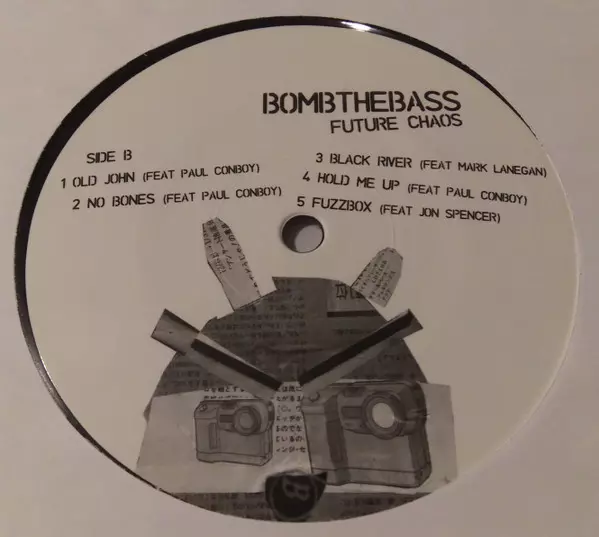 BOMBTHEBASS
FUTURE CHAOS
SIDE B
1 OLD JOHN (FEAT PAUL CONBOY)
2 NO BONES (FEAT PAUL CONBOY)
3 BLACK RIVER (FEAT MARK LANEGAN)
4 HOLD ME UP (FEAT PAUL CONBOY)
5 FUZZBOX (FEAT JON SPENCER)
B